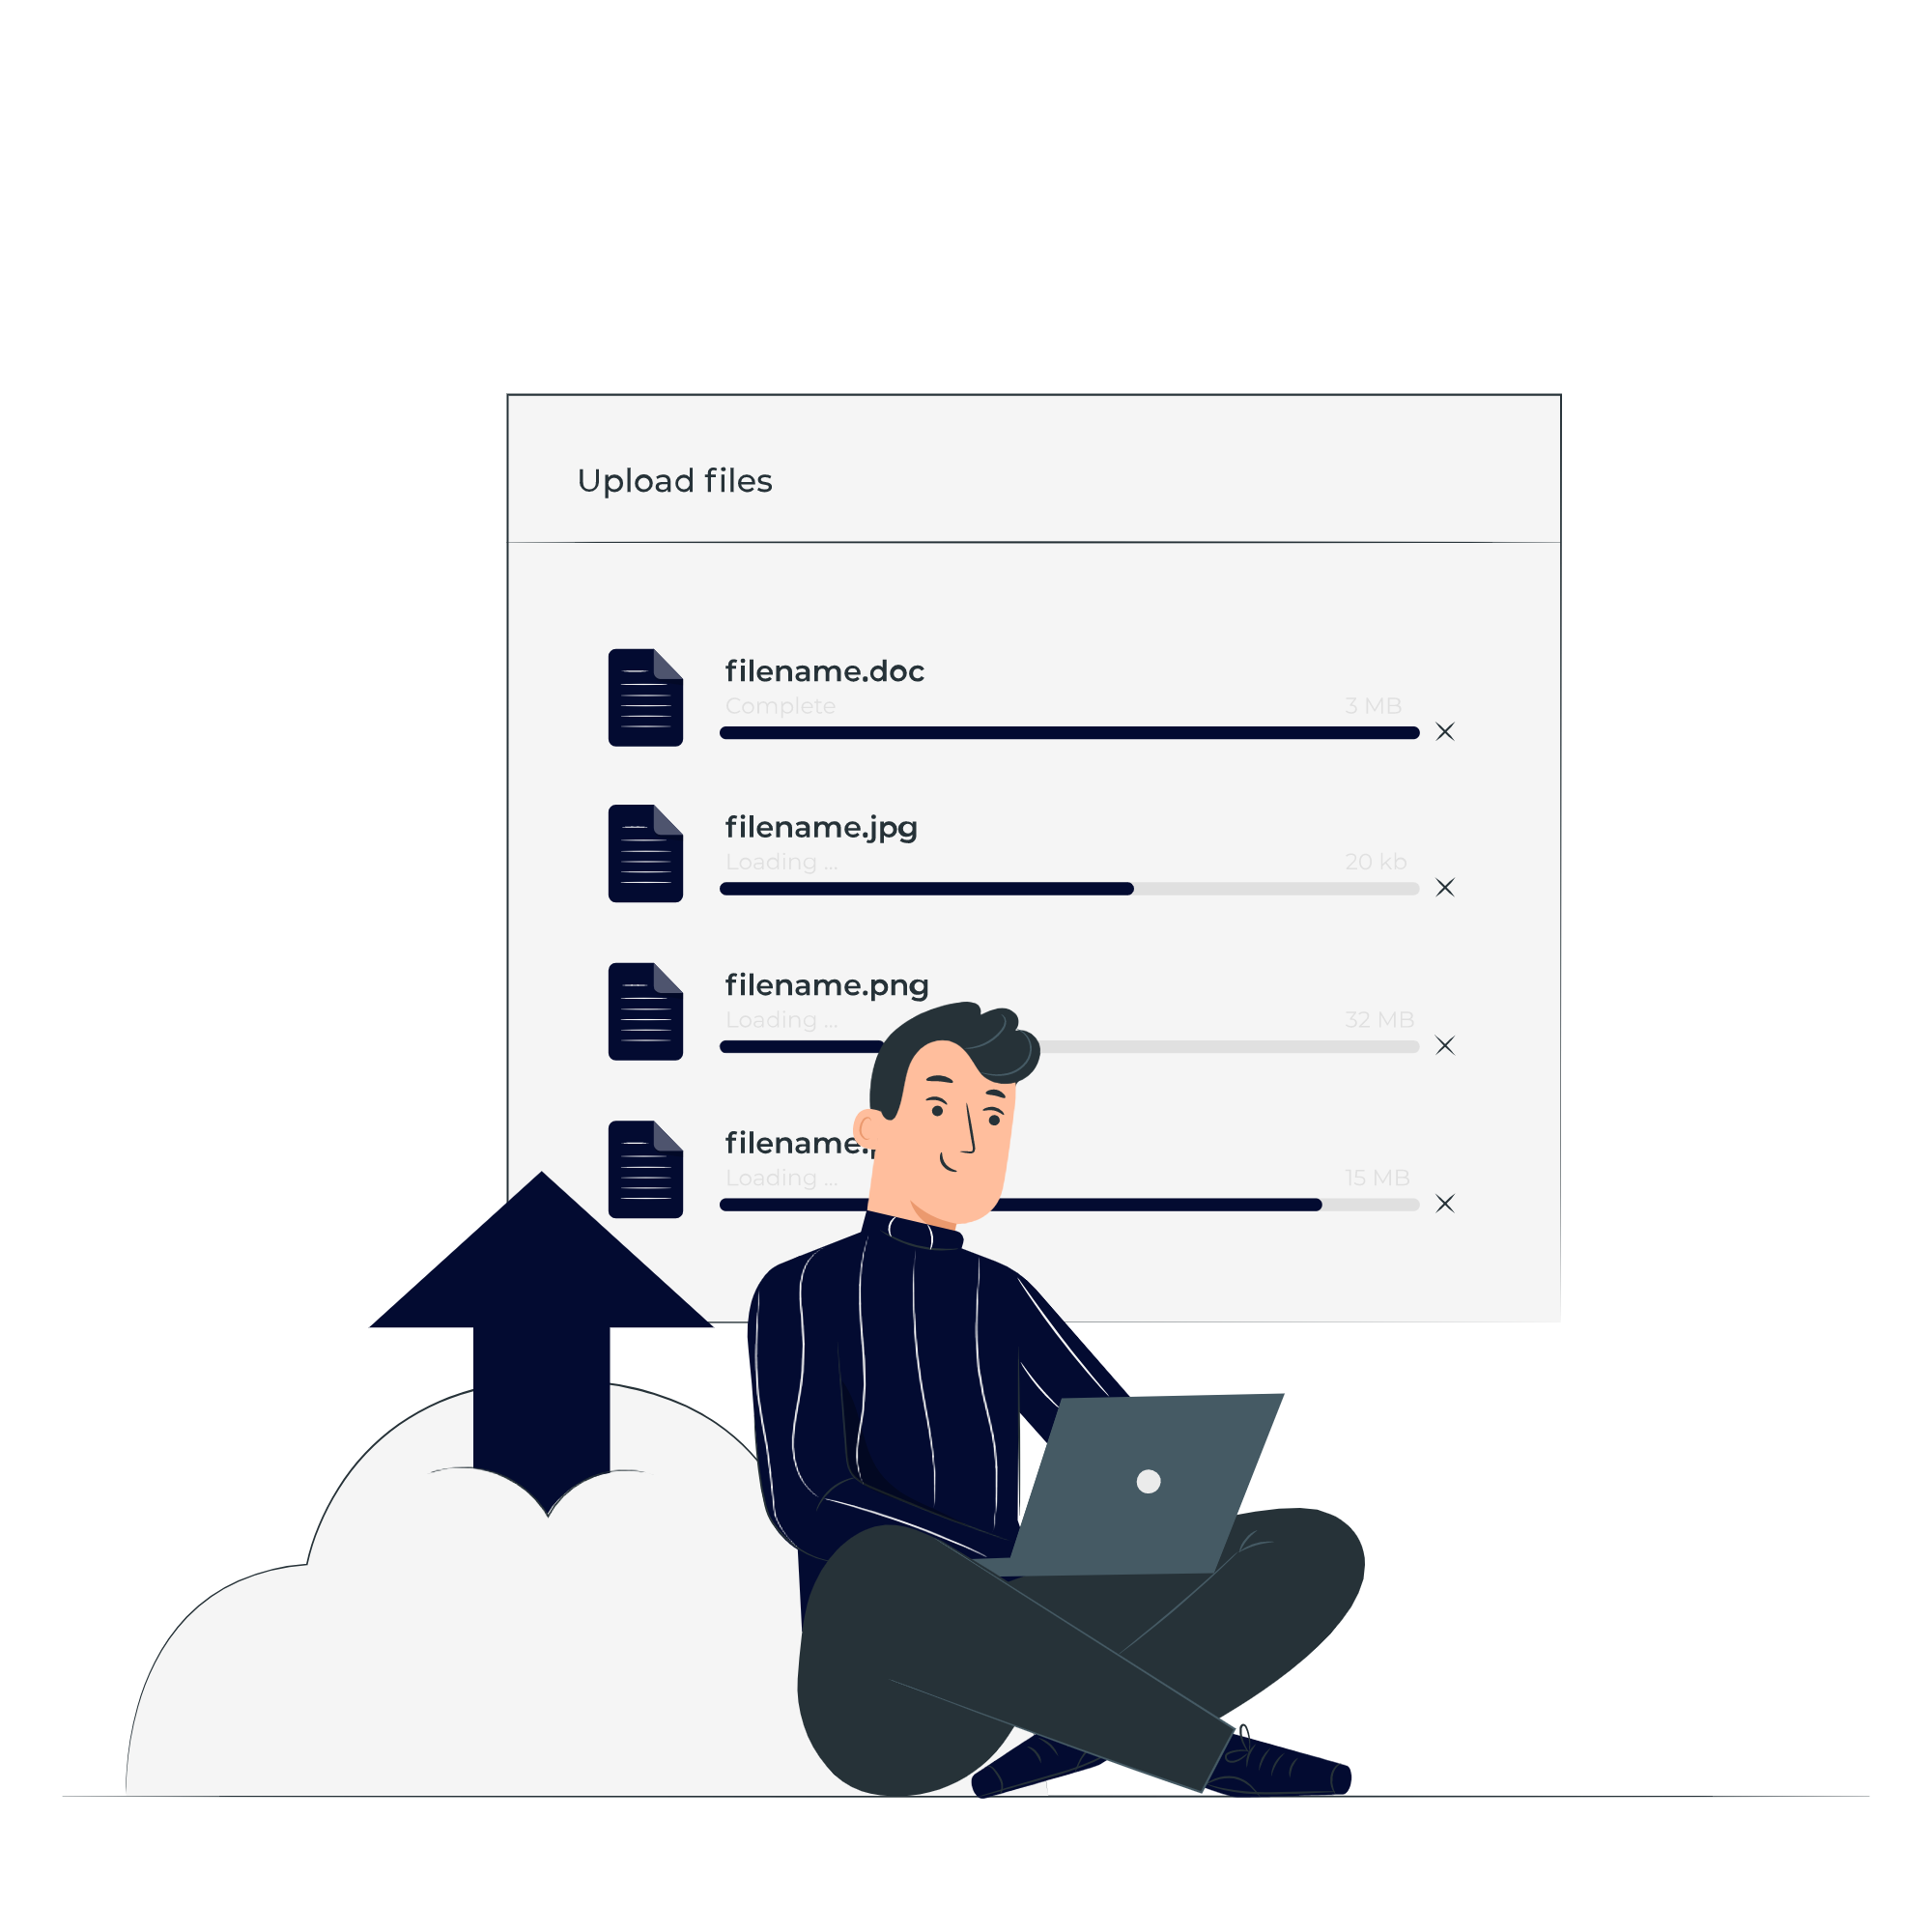 Upload files
filename.doc
Complete 3 MB
filename.jpg
Loading ... 20 kb
filename.png
Loading ... 32 MB
filename.
Loading ... 15 MB